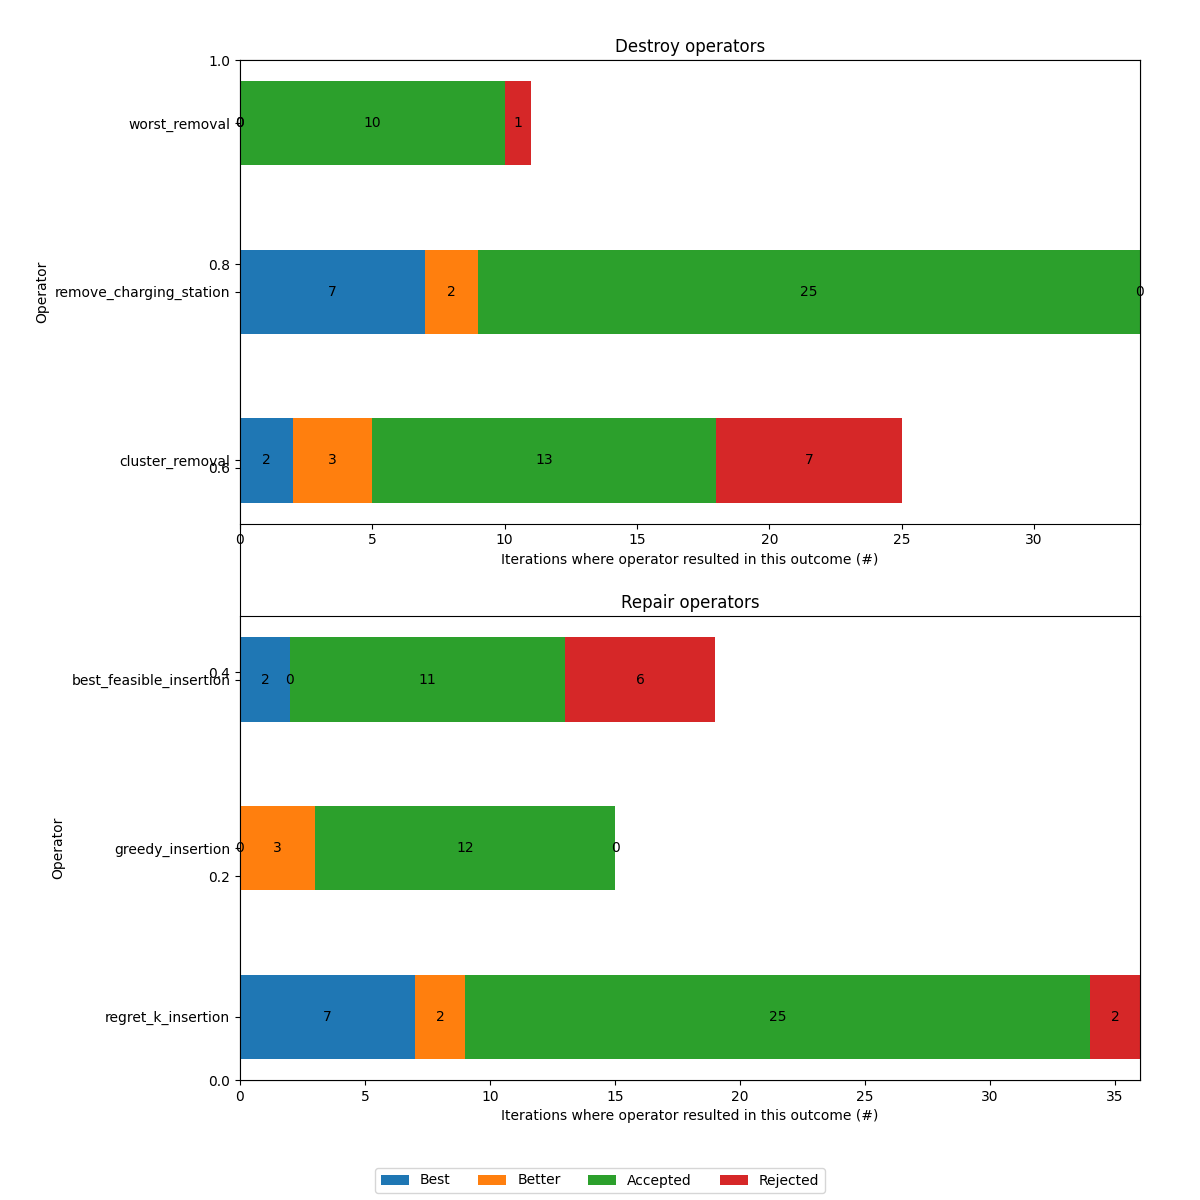 Destroy operators
1.0
worst_removal
0
0
10
1
Operator
0.8
remove_charging_station
7
2
25
0
cluster_removal
0.6
2
3
13
7
0
5
10
15
20
25
30
Iterations where operator resulted in this outcome (#)
Repair operators
0.4
best_feasible_insertion
2
0
11
6
Operator
greedy_insertion
0
3
12
0
0.2
regret_k_insertion
7
2
25
2
0.0
0
5
10
15
20
25
30
35
Iterations where operator resulted in this outcome (#)
Best
Better
Accepted
Rejected